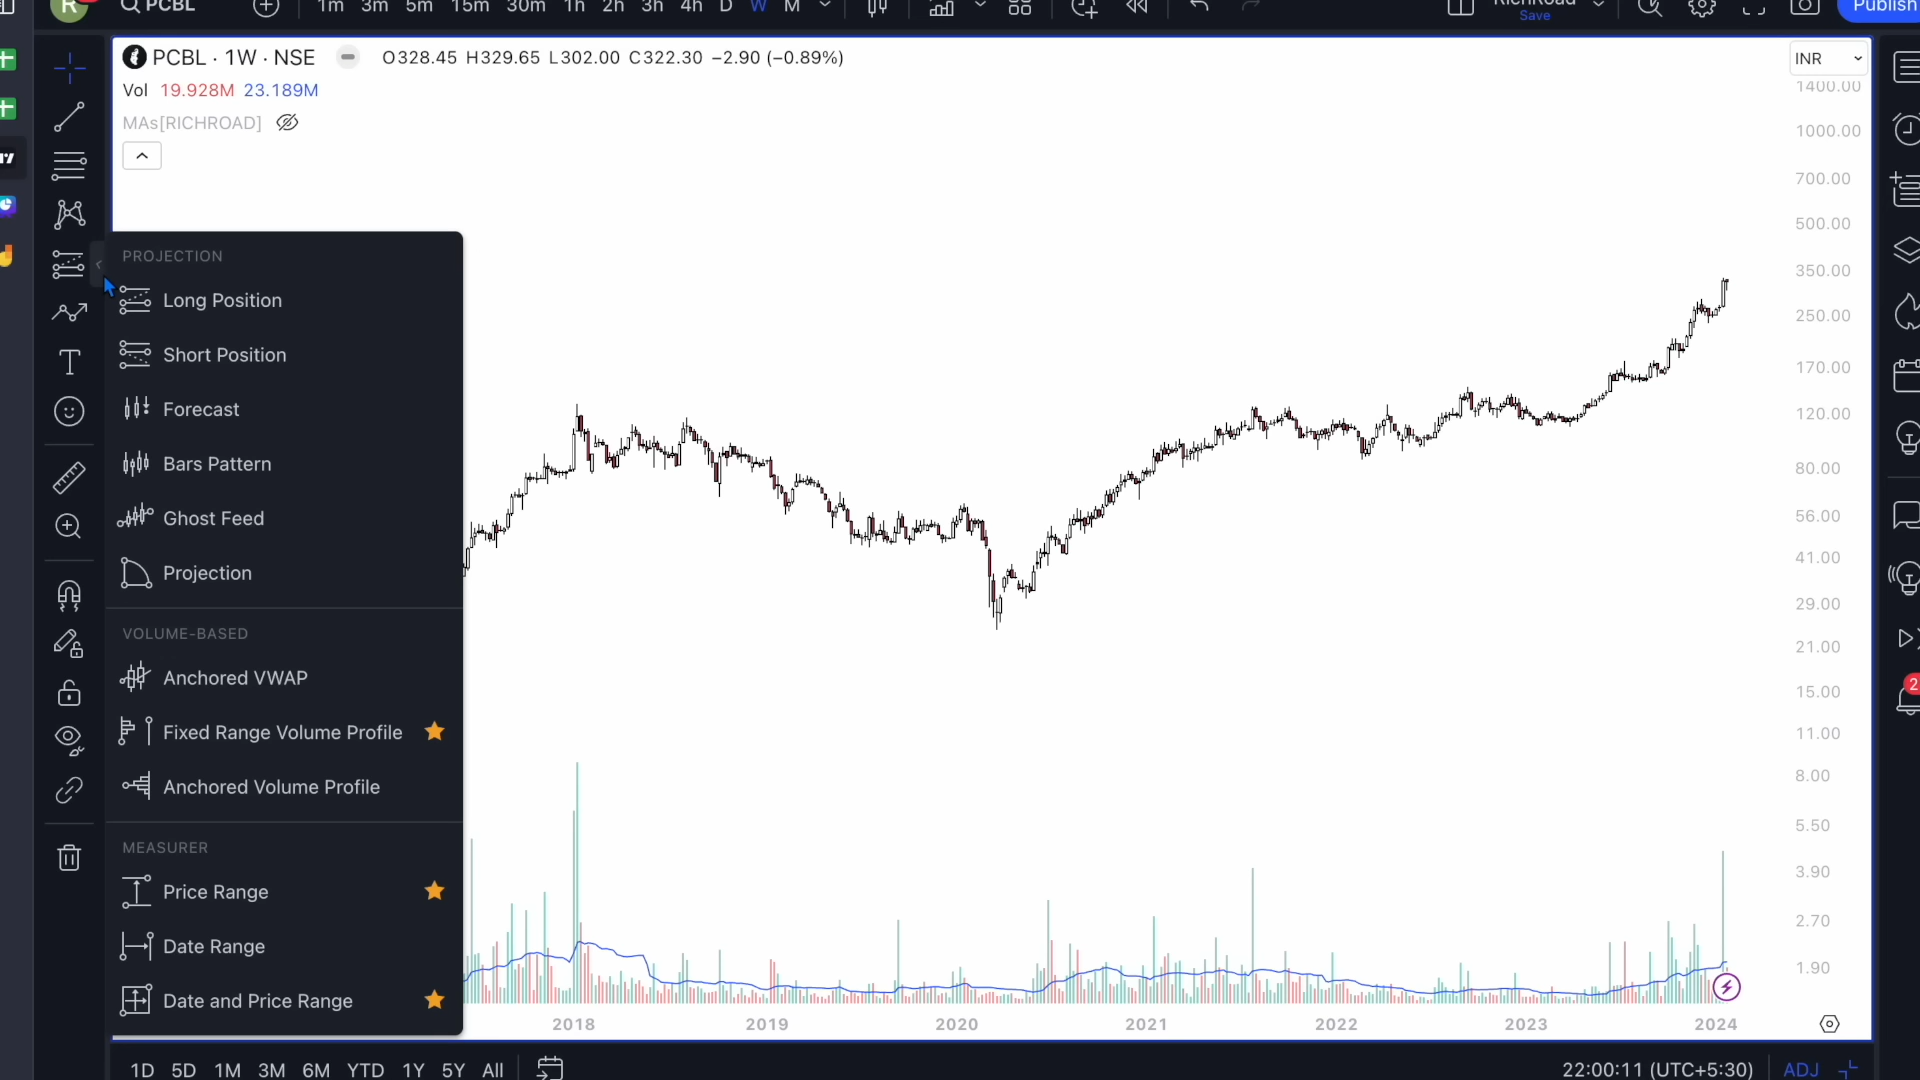 R PCBL 1m 3m 5m 15m 30m 1h 2h 3h 4h D W M RichRoad Save Publish
PCBL · 1W · NSE O328.45 H329.65 L302.00 C322.30 −2.90 (−0.89%) INR
Vol 19.928M 23.189M
MAs[RICHROAD]
1400.00
1000.00
700.00
500.00
350.00
250.00
170.00
120.00
80.00
56.00
41.00
29.00
21.00
15.00
11.00
8.00
5.50
3.90
2.70
1.90
PROJECTION
Long Position
Short Position
Forecast
Bars Pattern
Ghost Feed
Projection
VOLUME-BASED
Anchored VWAP
Fixed Range Volume Profile
Anchored Volume Profile
MEASURER
Price Range
Date Range
Date and Price Range
2
2018 2019 2020 2021 2022 2023 2024
1D 5D 1M 3M 6M YTD 1Y 5Y All 22:00:11 (UTC+5:30) ADJ